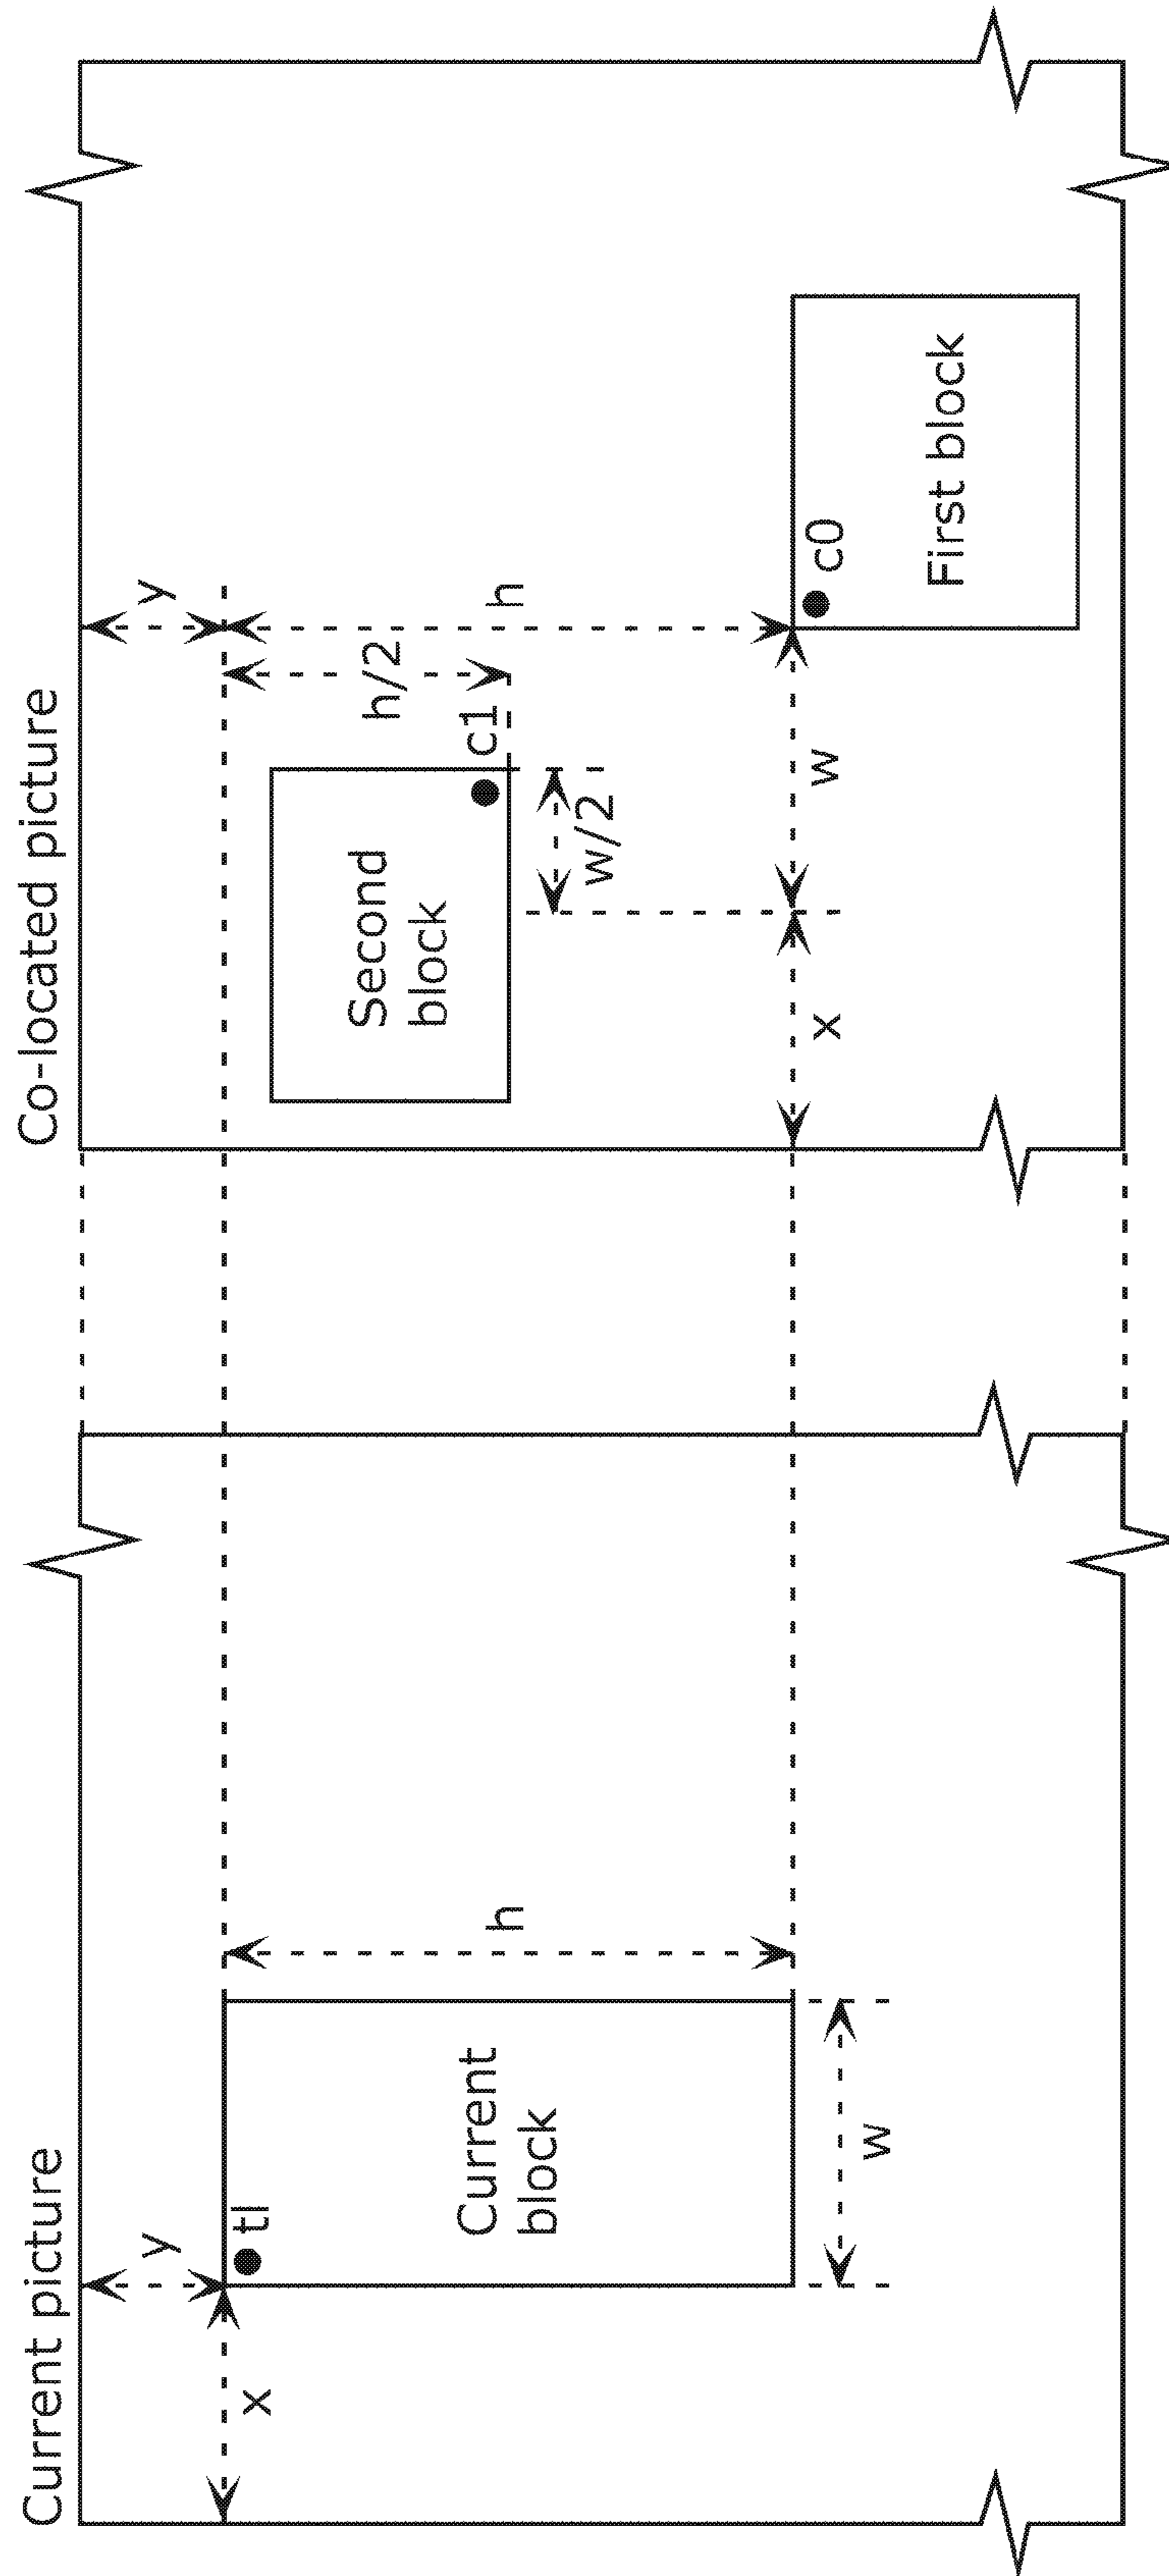 Current picture
y
x
tl
Current
block
h
w
Co-located picture
y
h/2
h
Second
block
c1
w/2
x
w
c0
First block